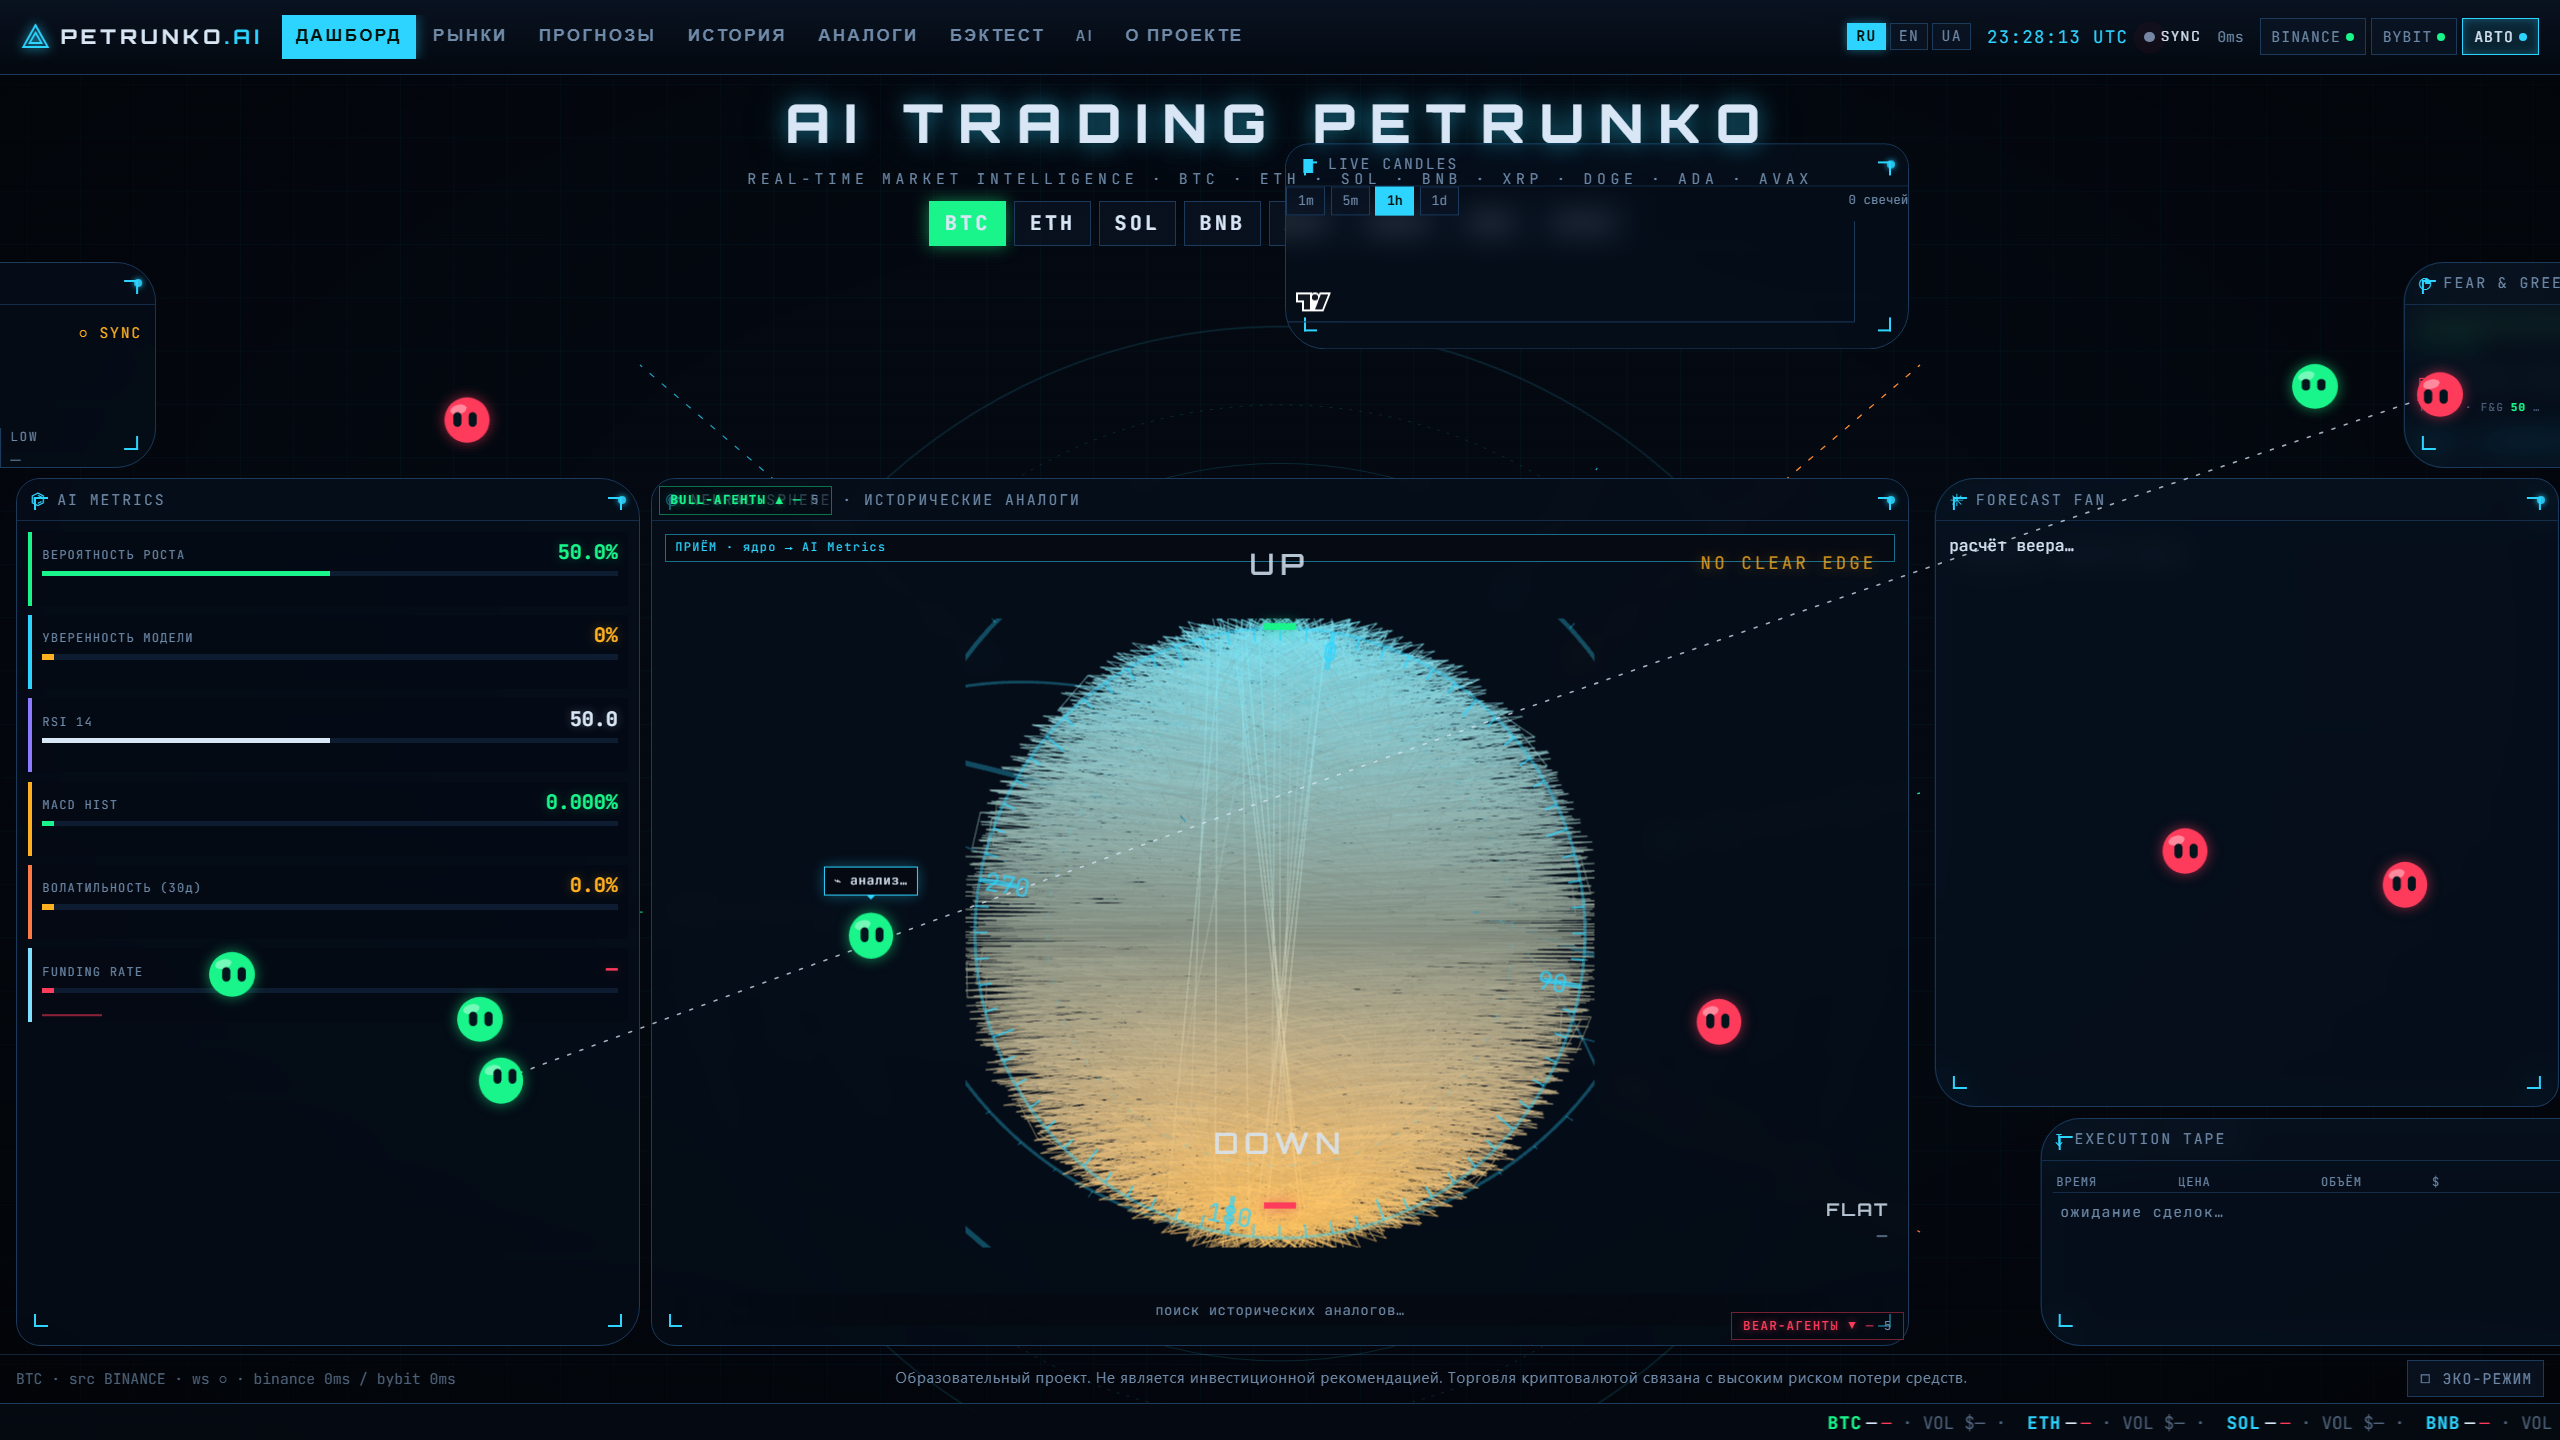 PETRUNKO.AI ДАШБОРД РЫНКИ ПРОГНОЗЫ ИСТОРИЯ АНАЛОГИ БЭКТЕСТ AI О ПРОЕКТЕ RU EN UA 23:28:13 UTC SYNC 0ms BINANCE BYBIT АВТО
AI TRADING PETRUNKO
LIVE CANDLES
REAL-TIME MARKET INTELLIGENCE · BTC · ETH · SOL · BNB · XRP · DOGE · ADA · AVAX
1m 5m 1h 1d 0 свечей
BTC ETH SOL BNB
FEAR & GREE
SYNC
· F&G 50 …
LOW
—
AI METRICS
BULL-АГЕНТЫ ▲ — 5
· ИСТОРИЧЕСКИЕ АНАЛОГИ
FORECAST FAN
ПРИЁМ · ядро → AI Metrics
UP
NO CLEAR EDGE
расчёт веера…
ВЕРОЯТНОСТЬ РОСТА 50.0%
УВЕРЕННОСТЬ МОДЕЛИ 0%
RSI 14 50.0
MACD HIST 0.000%
ВОЛАТИЛЬНОСТЬ (30д) 0.0%
FUNDING RATE —
анализ…
270
90
DOWN
180
FLAT
—
поиск исторических аналогов…
BEAR-АГЕНТЫ ▼ — 5
EXECUTION TAPE
ВРЕМЯ ЦЕНА ОБЪЁМ $
ожидание сделок…
BTC · src BINANCE · ws ○ · binance 0ms / bybit 0ms
Образовательный проект. Не является инвестиционной рекомендацией. Торговля криптовалютой связана с высоким риском потери средств.
ЭКО-РЕЖИМ
BTC — — · VOL $— · ETH — — · VOL $— · SOL — — · VOL $— · BNB — — · VOL